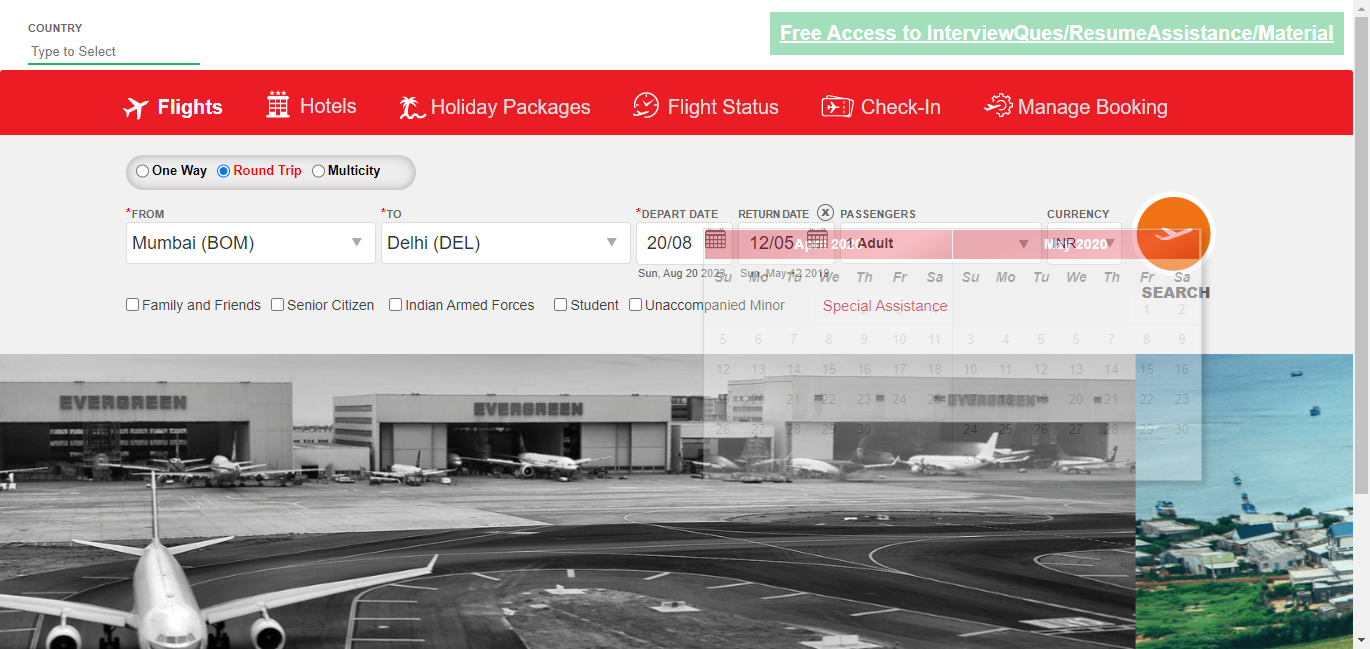 COUNTRY
Type to Select
Free Access to InterviewQues/ResumeAssistance/Material
Flights Hotels Holiday Packages Flight Status Check-In Manage Booking
One Way Round Trip Multicity
*FROM *TO *DEPART DATE RETURN DATE X PASSENGERS CURRENCY
Mumbai (BOM) Delhi (DEL) 20/08 12/05 1 Adult INR
April 2020 May 2020
Sun, Aug 20 2023 Sun, May 12 2019
Su Mo Tu We Th Fr Sa Su Mo Tu We Th Fr Sa
SEARCH
Family and Friends Senior Citizen Indian Armed Forces Student Unaccompanied Minor Special Assistance
1 2
5 6 7 8 9 10 11 3 4 5 6 7 8 9
12 13 14 15 16 17 18 10 11 12 13 14 15 16
21 22 23 24 20 21 22 23
26 27 28 29 30 24 25 26 27 28 29 30
EVERGREEN
EVERGREEN
EVERGREEN